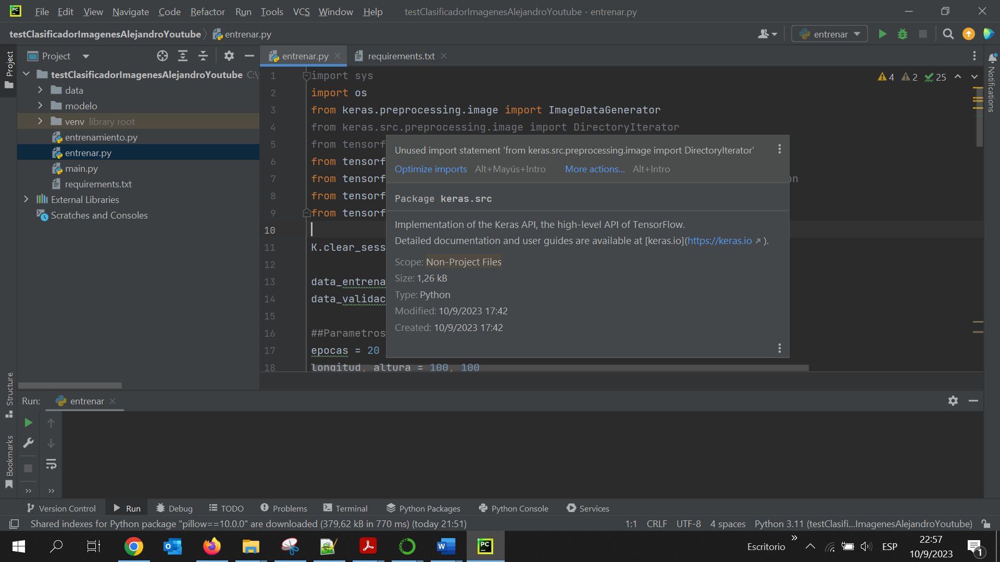 PC File Edit View Navigate Code Refactor Run Tools VCS Window Help testClasificadorImagenesAlejandroYoutube - entrenar.py
testClasificadorImagenesAlejandroYoutube entrenar.py entrenar
Project
Project
entrenar.py
requirements.txt
Notifications
testClasificadorImagenesAlejandroYoutube C:\
data
modelo
venv library root
entrenamiento.py
entrenar.py
main.py
requirements.txt
External Libraries
Scratches and Consoles
4 2 25
1 import sys
2 import os
3 from keras.preprocessing.image import ImageDataGenerator
4 from keras.src.preprocessing.image import DirectoryIterator
5 from tensorf
6 from tensorf
7 from tensorf on
8 from tensorf
9 from tensorf
10
11 K.clear_sess
12
13 data_entrena
14 data_validac
15
16 ##Parametros
17 epocas = 20
18 longitud, altura = 100, 100
Unused import statement 'from keras.src.preprocessing.image import DirectoryIterator'
Optimize imports Alt+Mayús+Intro More actions... Alt+Intro
Package keras.src
Implementation of the Keras API, the high-level API of TensorFlow.
Detailed documentation and user guides are available at [keras.io](https://keras.io ).
Scope: Non-Project Files
Size: 1,26 kB
Type: Python
Modified: 10/9/2023 17:42
Created: 10/9/2023 17:42
Structure
Bookmarks
Run: entrenar
Version Control Run Debug TODO Problems Terminal Python Packages Python Console Services
Shared indexes for Python package "pillow==10.0.0" are downloaded (379,62 kB in 770 ms) (today 21:51) 1:1 CRLF UTF-8 4 spaces Python 3.11 (testClasifi...ImagenesAlejandroYoutube)
Escritorio ESP
22:57
10/9/2023
1